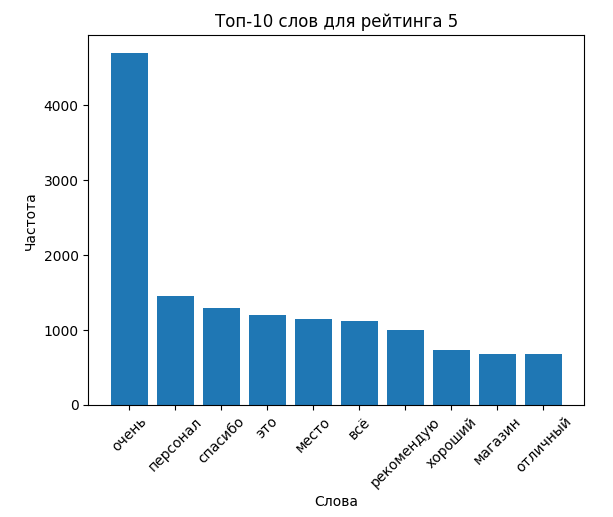 Топ-10 слов для рейтинга 5
Частота
4000
3000
2000
1000
0
очень
персонал
спасибо
это
место
всё
рекомендую
хороший
магазин
отличный
Слова